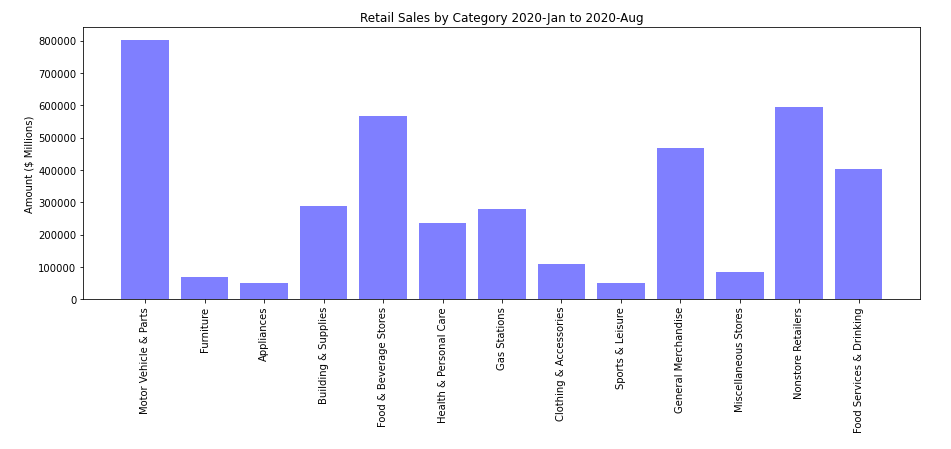 Retail Sales by Category 2020-Jan to 2020-Aug
Amount ($ Millions)
800000
700000
600000
500000
400000
300000
200000
100000
0
Motor Vehicle & Parts
Furniture
Appliances
Building & Supplies
Food & Beverage Stores
Health & Personal Care
Gas Stations
Clothing & Accessories
Sports & Leisure
General Merchandise
Miscellaneous Stores
Nonstore Retailers
Food Services & Drinking